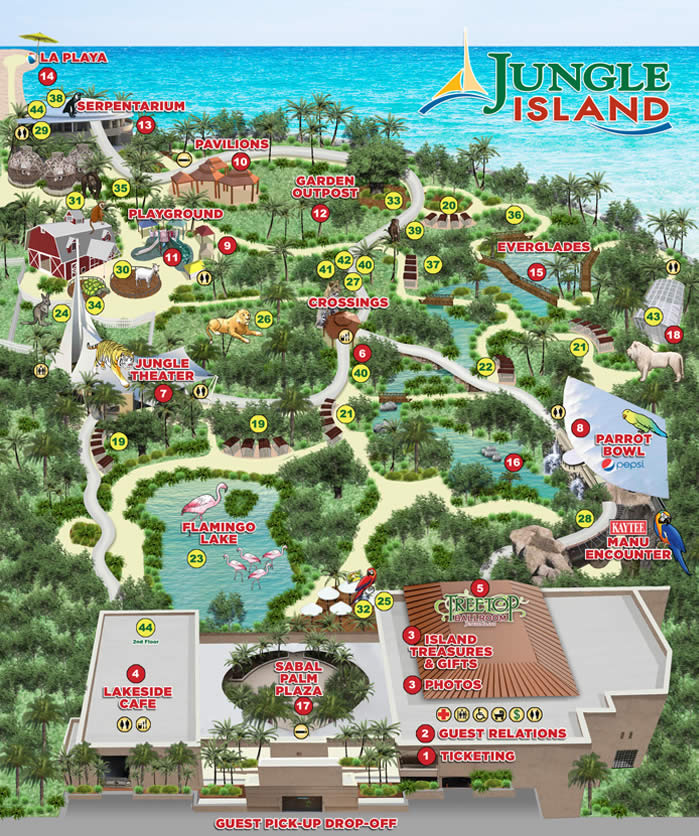 JUNGLE
ISLAND
LA PLAYA
14
38
44
SERPENTARIUM
29
13
PAVILIONS
10
31
35
GARDEN
OUTPOST
12
33
20
36
PLAYGROUND
9
11
39
EVERGLADES
15
42
41
40
37
27
30
24
34
26
CROSSINGS
43
18
6
40
21
22
JUNGLE
THEATER
7
8
PARROT
BOWL
pepsi
19
19
21
16
FLAMINGO
LAKE
23
28
KAYTEE
MANU
ENCOUNTER
32
25
5
TREETOP
BALLROOM
44
2nd Floor
3
ISLAND
TREASURES
& GIFTS
4
LAKESIDE
CAFE
SABAL
PALM
PLAZA
17
3
PHOTOS
$
2
GUEST RELATIONS
1
TICKETING
GUEST PICK-UP DROP-OFF